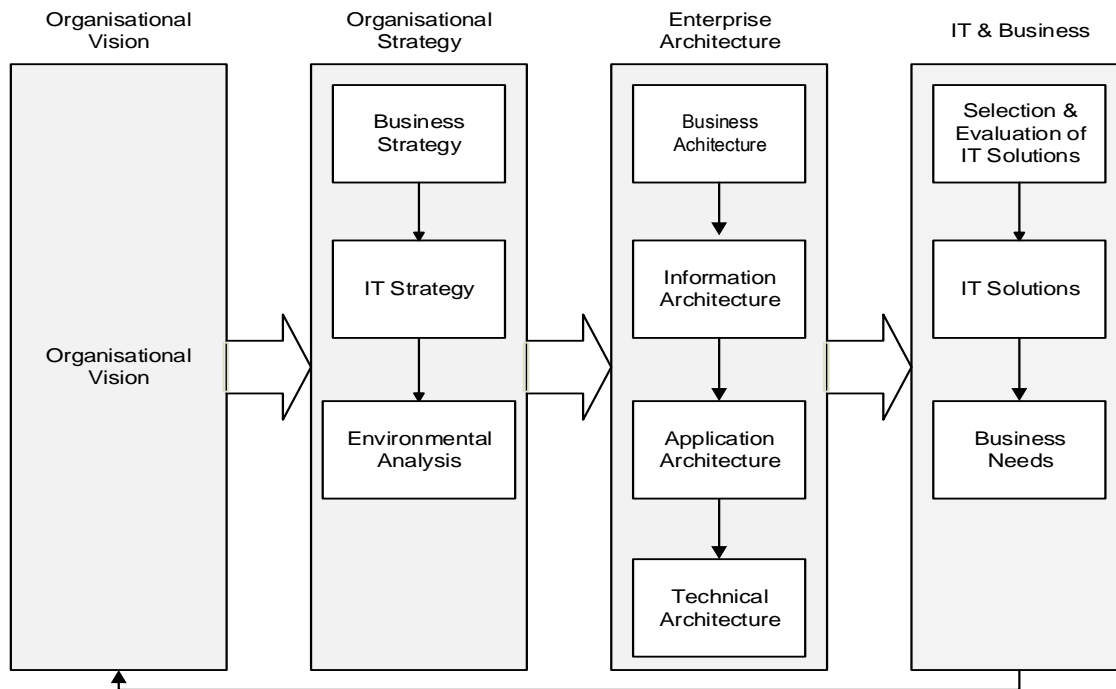 Organisational
Vision
Organisational
Strategy
Enterprise
Architecture
IT & Business
Organisational
Vision
Business
Strategy
IT Strategy
Environmental
Analysis
Business
Achitecture
Information
Architecture
Application
Architecture
Technical
Architecture
Selection &
Evaluation of
IT Solutions
IT Solutions
Business
Needs